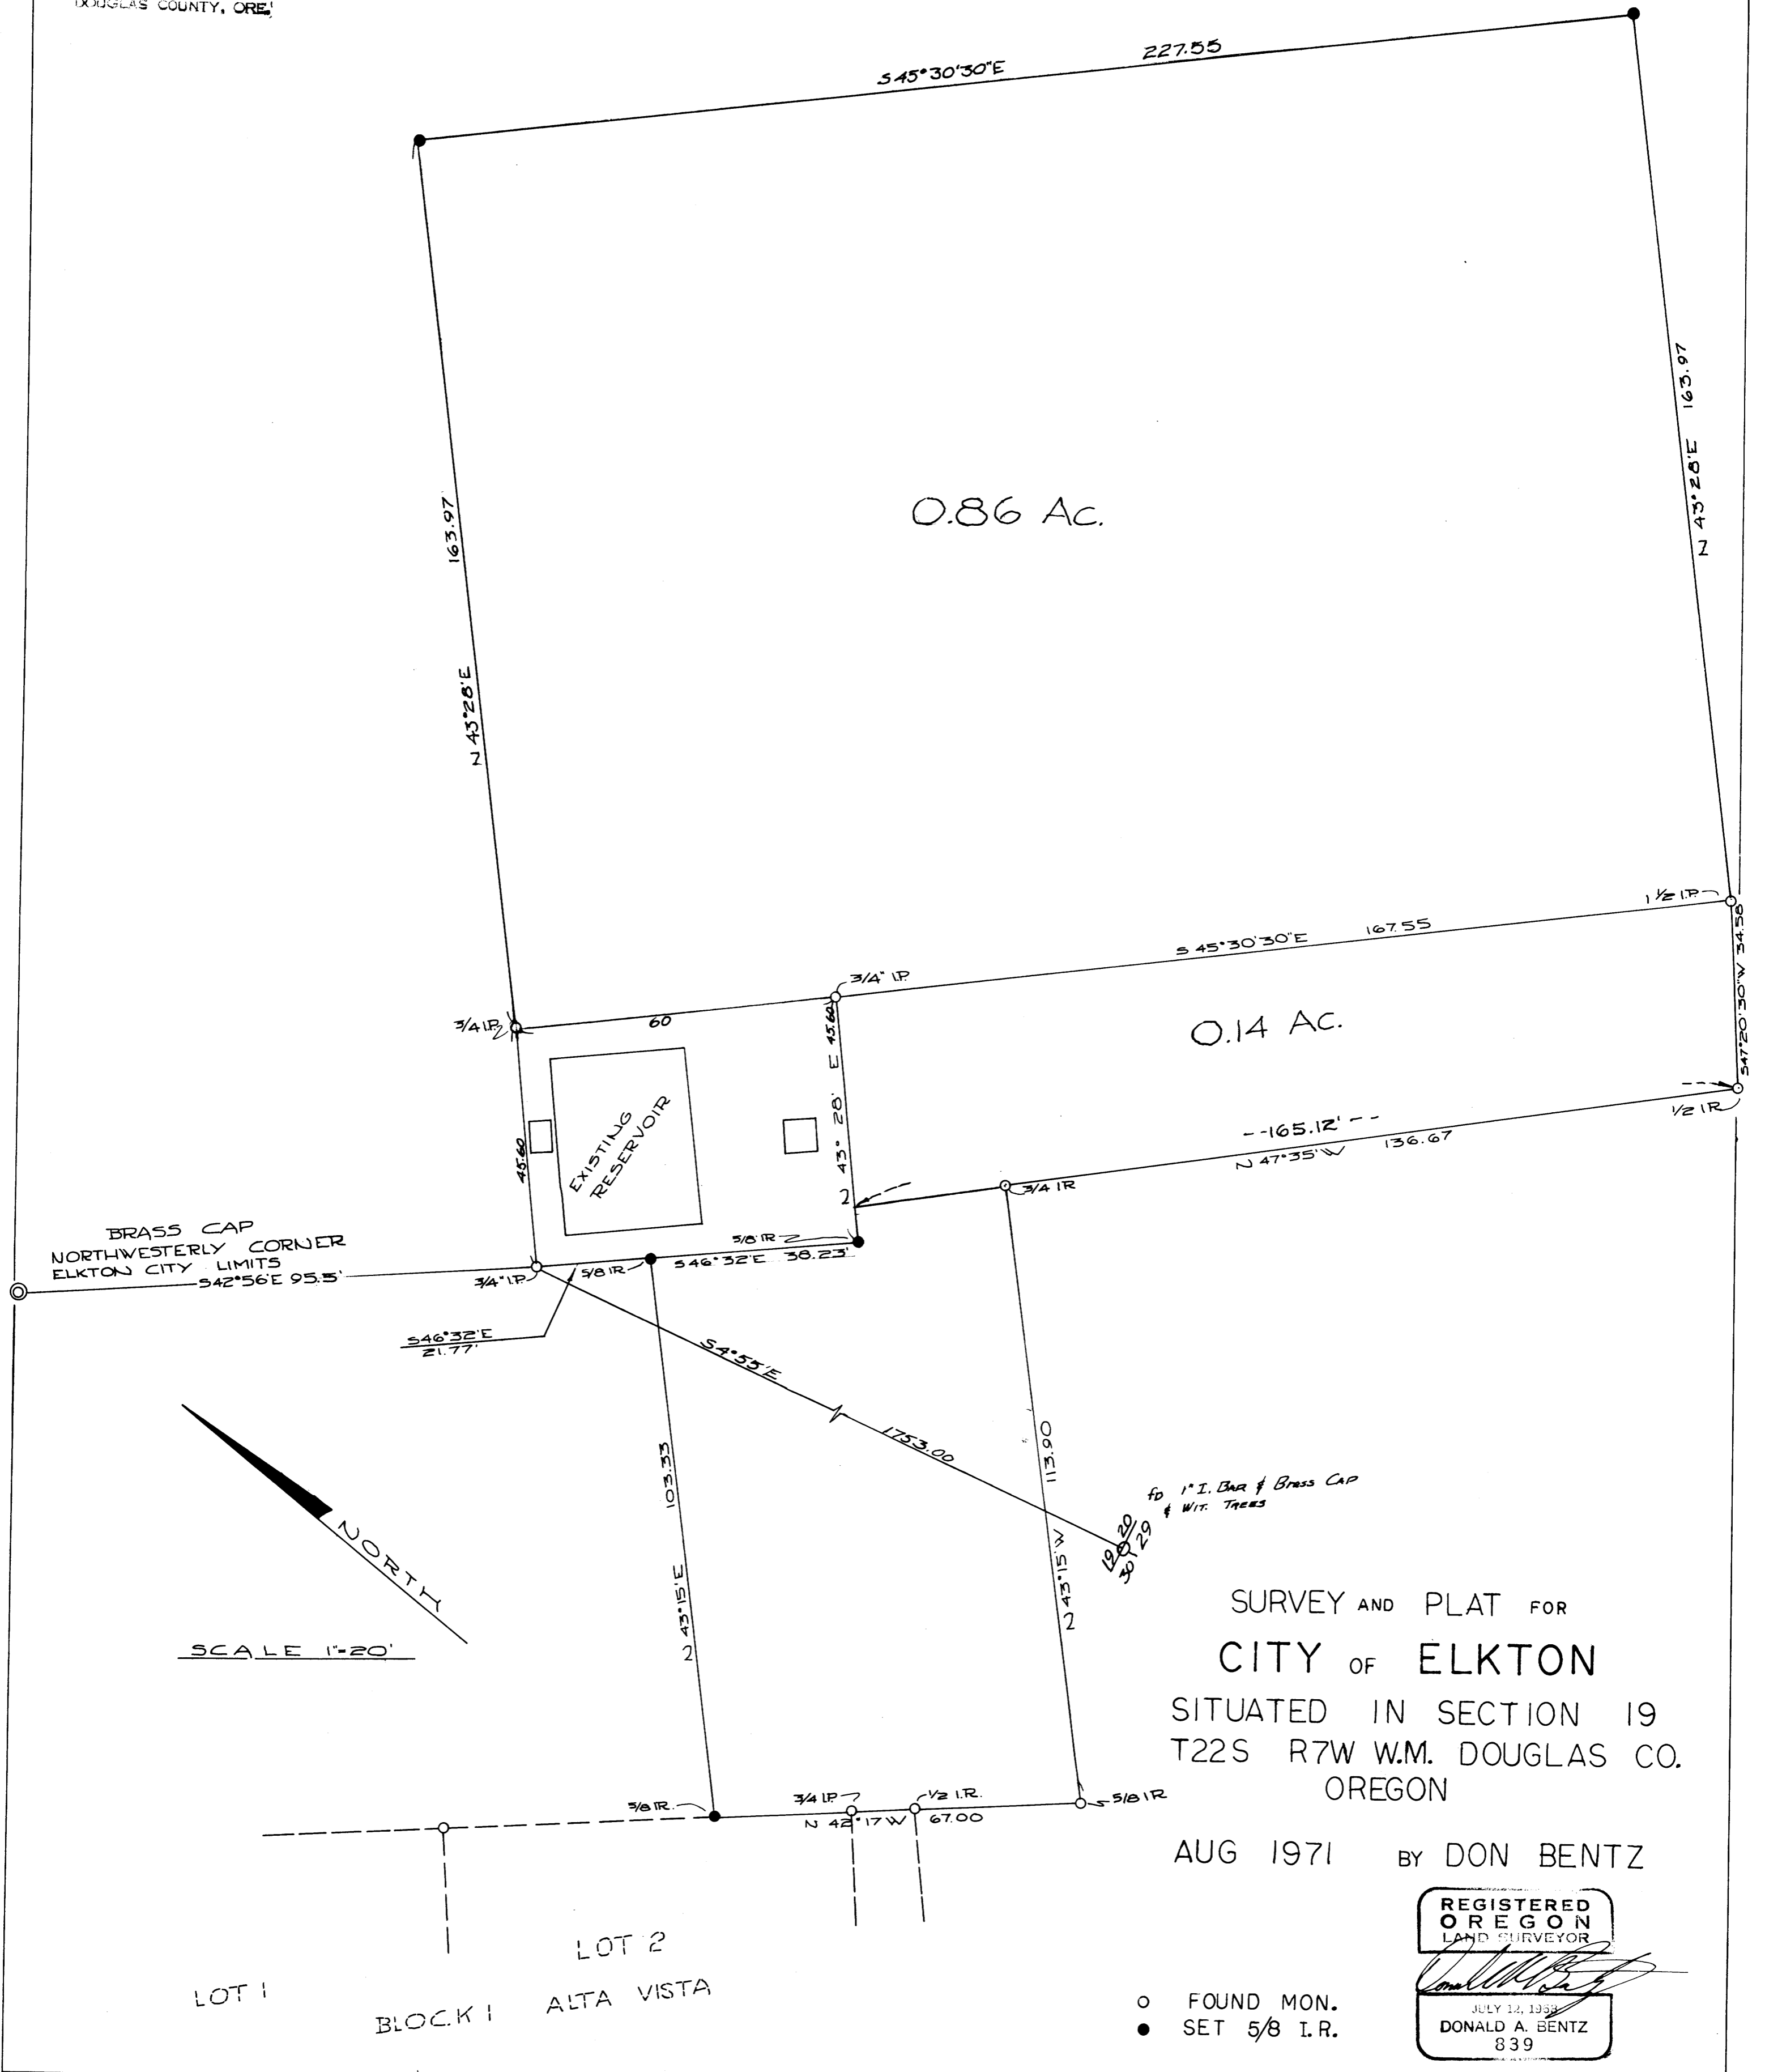 DOUGLAS COUNTY, ORE.
S 45°30'30"E 227.55
163.97
N 43°28'E
N 43°28'E 163.97
0.86 AC.
1 1/2 I.P.
S 45°30'30"E 167.55
S47°20'30"W 34.58
3/4" I.P.
3/4 I.P.
60
N 43° 28' E 45.60
0.14 AC.
45.60
EXISTING
RESERVOIR
1/2 I.R.
--165.12'--
N 47°35'W 136.67
3/4 IR
BRASS CAP
NORTHWESTERLY CORNER
ELKTON CITY LIMITS
S42°56'E 95.5'
3/4" I.P.
5/8 IR
5/8 IR
S46°32'E 38.23'
S46°32'E
21.77'
S4°55'E
1753.00
103.33
N 43°15'E
113.90
N 43°15'W
fd 1" I. BAR & BRASS CAP
& WIT. TREES
19 20
30 29
NORTH
SCALE 1"=20'
SURVEY AND PLAT FOR
CITY OF ELKTON
SITUATED IN SECTION 19
T22S R7W W.M. DOUGLAS CO.
OREGON
5/8 IR.
3/4 I.P.
1/2 I.R.
5/8 IR
N 42°17'W 67.00
AUG 1971 BY DON BENTZ
REGISTERED
OREGON
LAND SURVEYOR
JULY 12, 1968
DONALD A. BENTZ
839
LOT 2
LOT 1
BLOCK 1 ALTA VISTA
○ FOUND MON.
● SET 5/8 I.R.